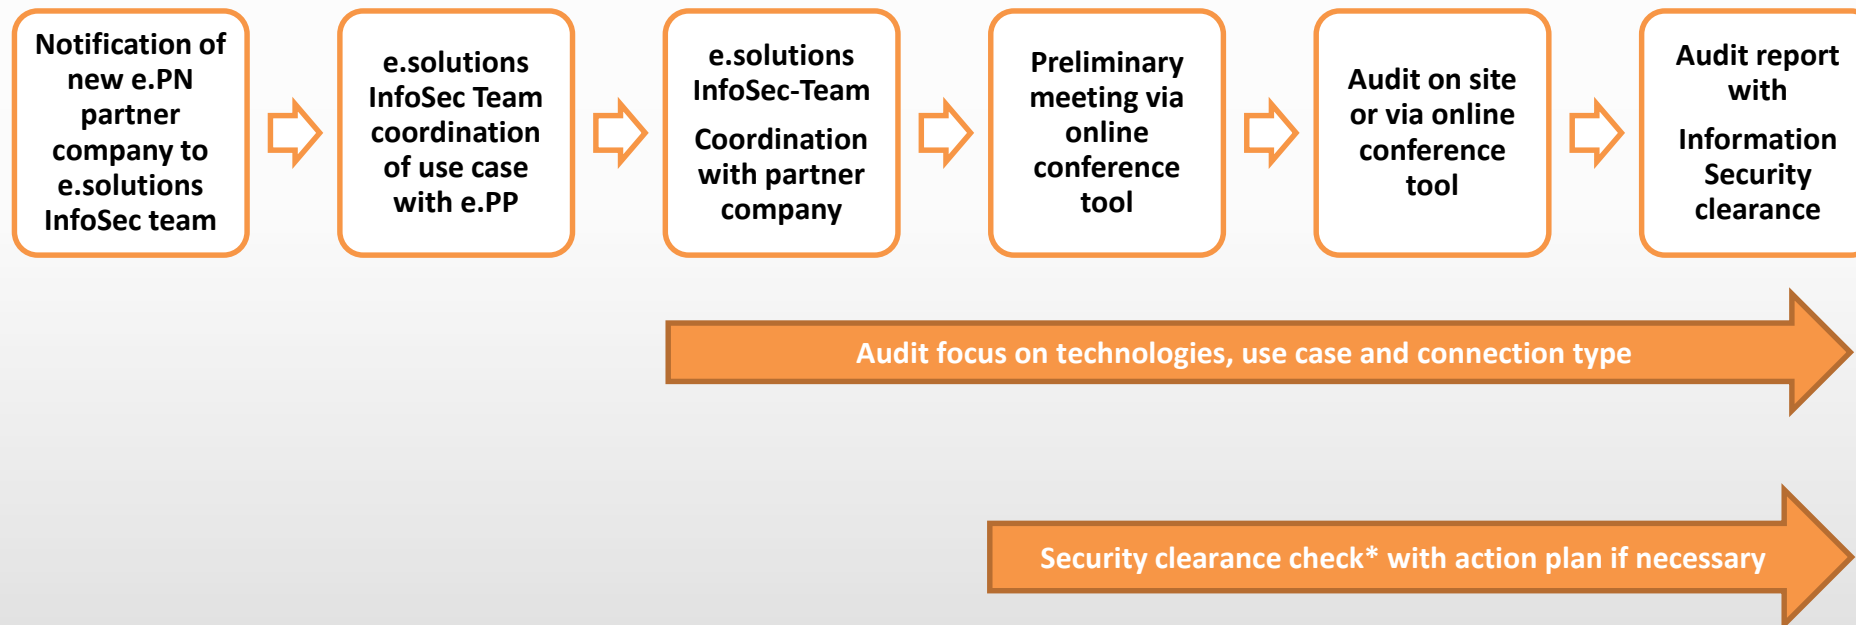 Notification of
new e.PN
partner
company to
e.solutions
InfoSec team
e.solutions
InfoSec Team
coordination
of use case
with e.PP
e.solutions
InfoSec-Team
Coordination
with partner
company
Preliminary
meeting via
online
conference
tool
Audit on site
or via online
conference
tool
Audit report
with
Information
Security
clearance
Audit focus on technologies, use case and connection type
Security clearance check* with action plan if necessary